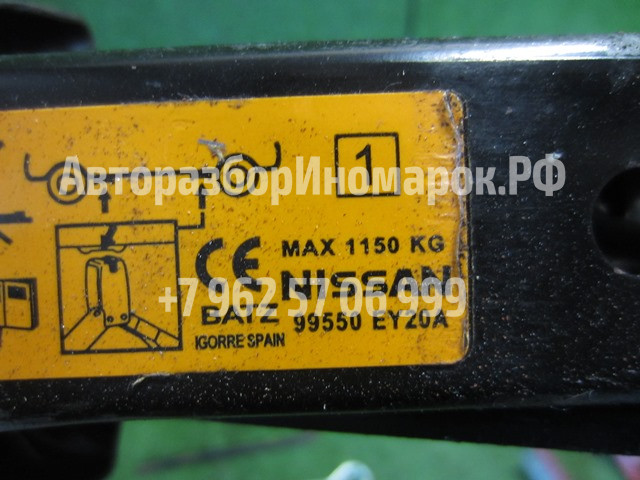 1
АвторазборИномарок.РФ
CE MAX 1150 KG
NISSAN
+7 962 57 06 999
BATZ 99550 EY20A
IGORRE SPAIN